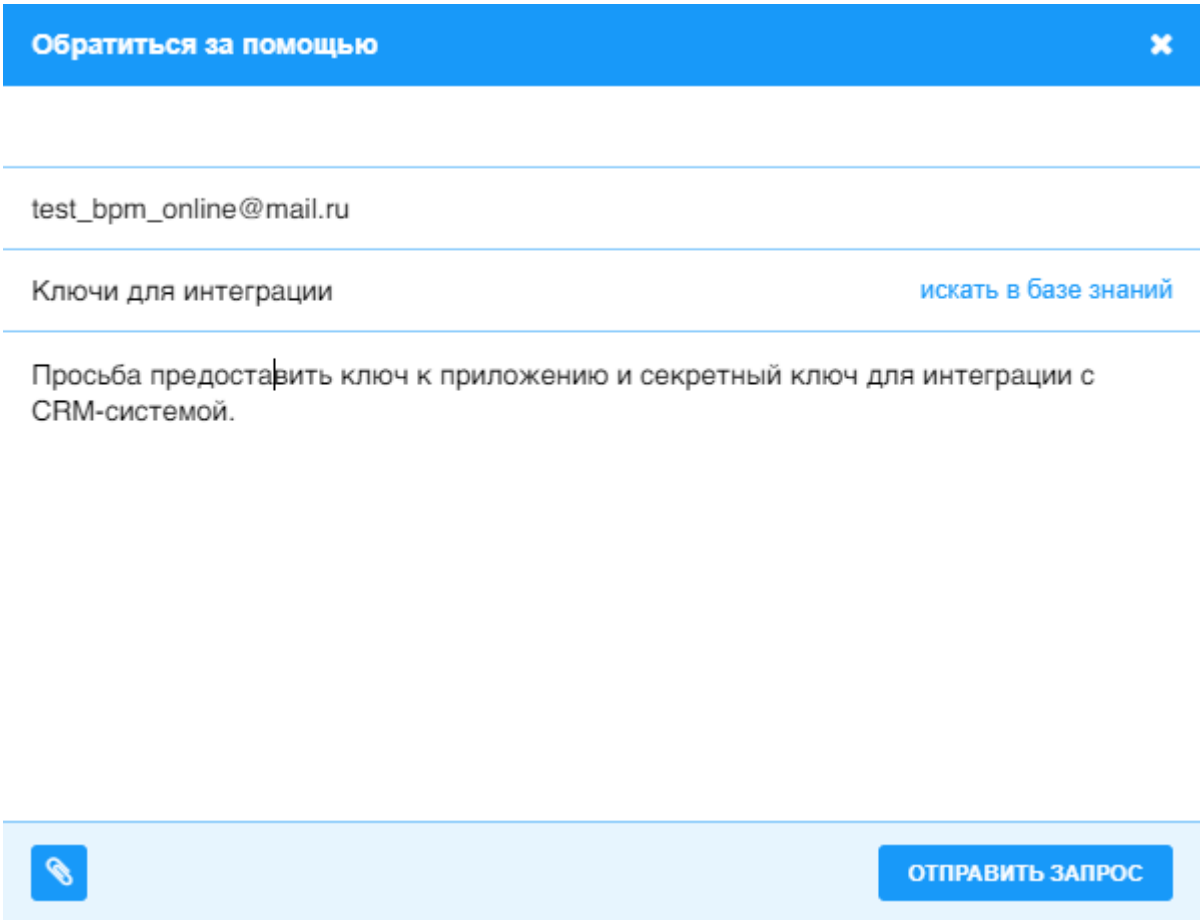 Обратиться за помощью
test_bpm_online@mail.ru
Ключи для интеграции
искать в базе знаний
Просьба предоставить ключ к приложению и секретный ключ для интеграции с
CRM-системой.
ОТПРАВИТЬ ЗАПРОС